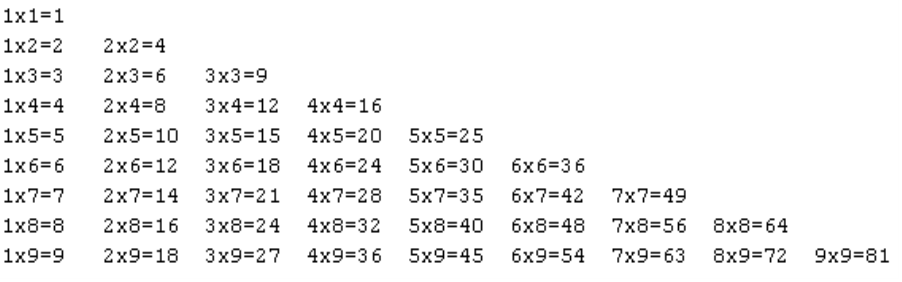 1x1=1
1x2=2 2x2=4
1x3=3 2x3=6 3x3=9
1x4=4 2x4=8 3x4=12 4x4=16
1x5=5 2x5=10 3x5=15 4x5=20 5x5=25
1x6=6 2x6=12 3x6=18 4x6=24 5x6=30 6x6=36
1x7=7 2x7=14 3x7=21 4x7=28 5x7=35 6x7=42 7x7=49
1x8=8 2x8=16 3x8=24 4x8=32 5x8=40 6x8=48 7x8=56 8x8=64
1x9=9 2x9=18 3x9=27 4x9=36 5x9=45 6x9=54 7x9=63 8x9=72 9x9=81